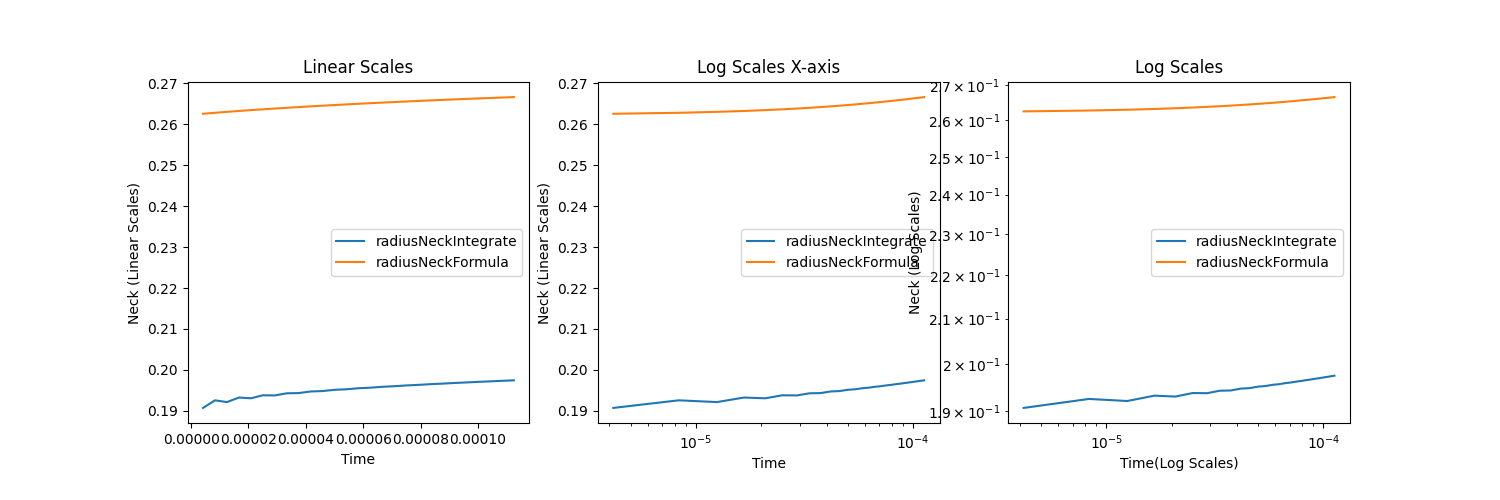 Linear Scales
0.27
0.26
0.25
0.24
0.23
0.22
0.21
0.20
0.19
Neck (Linear Scales)
radiusNeckIntegrate
radiusNeckFormula
0.00000 0.00002 0.00004 0.00006 0.00008 0.00010
Time
Log Scales X-axis
0.27
0.26
0.25
0.24
0.23
0.22
0.21
0.20
0.19
Neck (Linear Scales)
radiusNeckIntegrate
radiusNeckFormula
10⁻⁵ 10⁻⁴
Time
Log Scales
2.7 × 10⁻¹
2.6 × 10⁻¹
2.5 × 10⁻¹
2.4 × 10⁻¹
2.3 × 10⁻¹
2.2 × 10⁻¹
2.1 × 10⁻¹
2 × 10⁻¹
1.9 × 10⁻¹
Neck (Log Scales)
radiusNeckIntegrate
radiusNeckFormula
10⁻⁵ 10⁻⁴
Time(Log Scales)